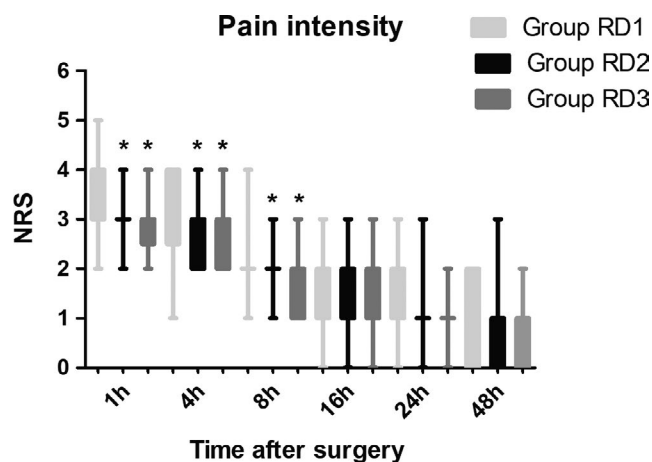 Pain intensity
Group RD1
Group RD2
Group RD3
NRS
6
5
4
3
2
1
0
* * * *
* *
1h 4h 8h 16h 24h 48h
Time after surgery